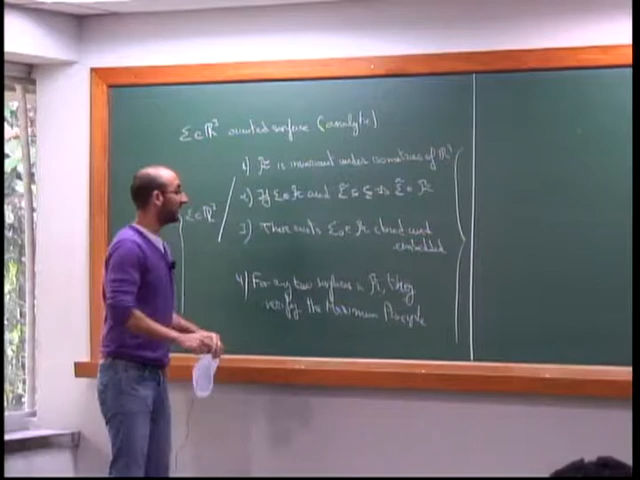 Σ⊂ℝ³ oriented surface (analytic)
1) 𝓕 is invariant under isometries of ℝ³
2) If Σ∈𝓕 and Σ̃ ⊆ Σ ⇒ Σ̃ ∈ 𝓕
Σ⊂ℝ³ /
3) There exists Σ₀∈𝓕 closed and
embedded
4) For any two surfaces in 𝓕, they
verify the Maximum Principle